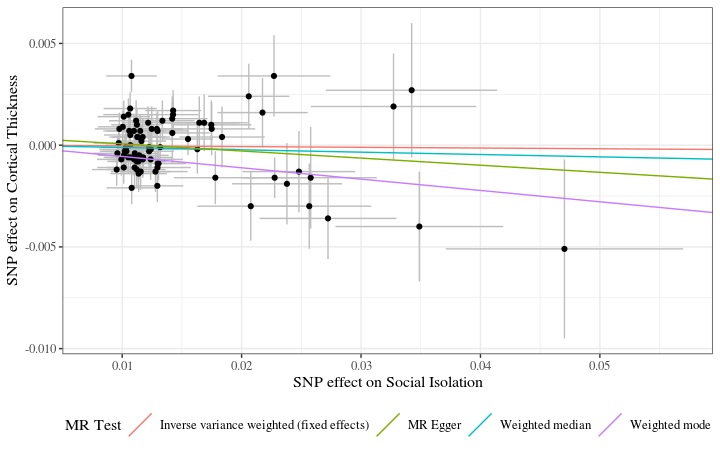 SNP effect on Cortical Thickness
0.005
0.000
-0.005
-0.010
0.01 0.02 0.03 0.04 0.05
SNP effect on Social Isolation
MR Test Inverse variance weighted (fixed effects) MR Egger Weighted median Weighted mode